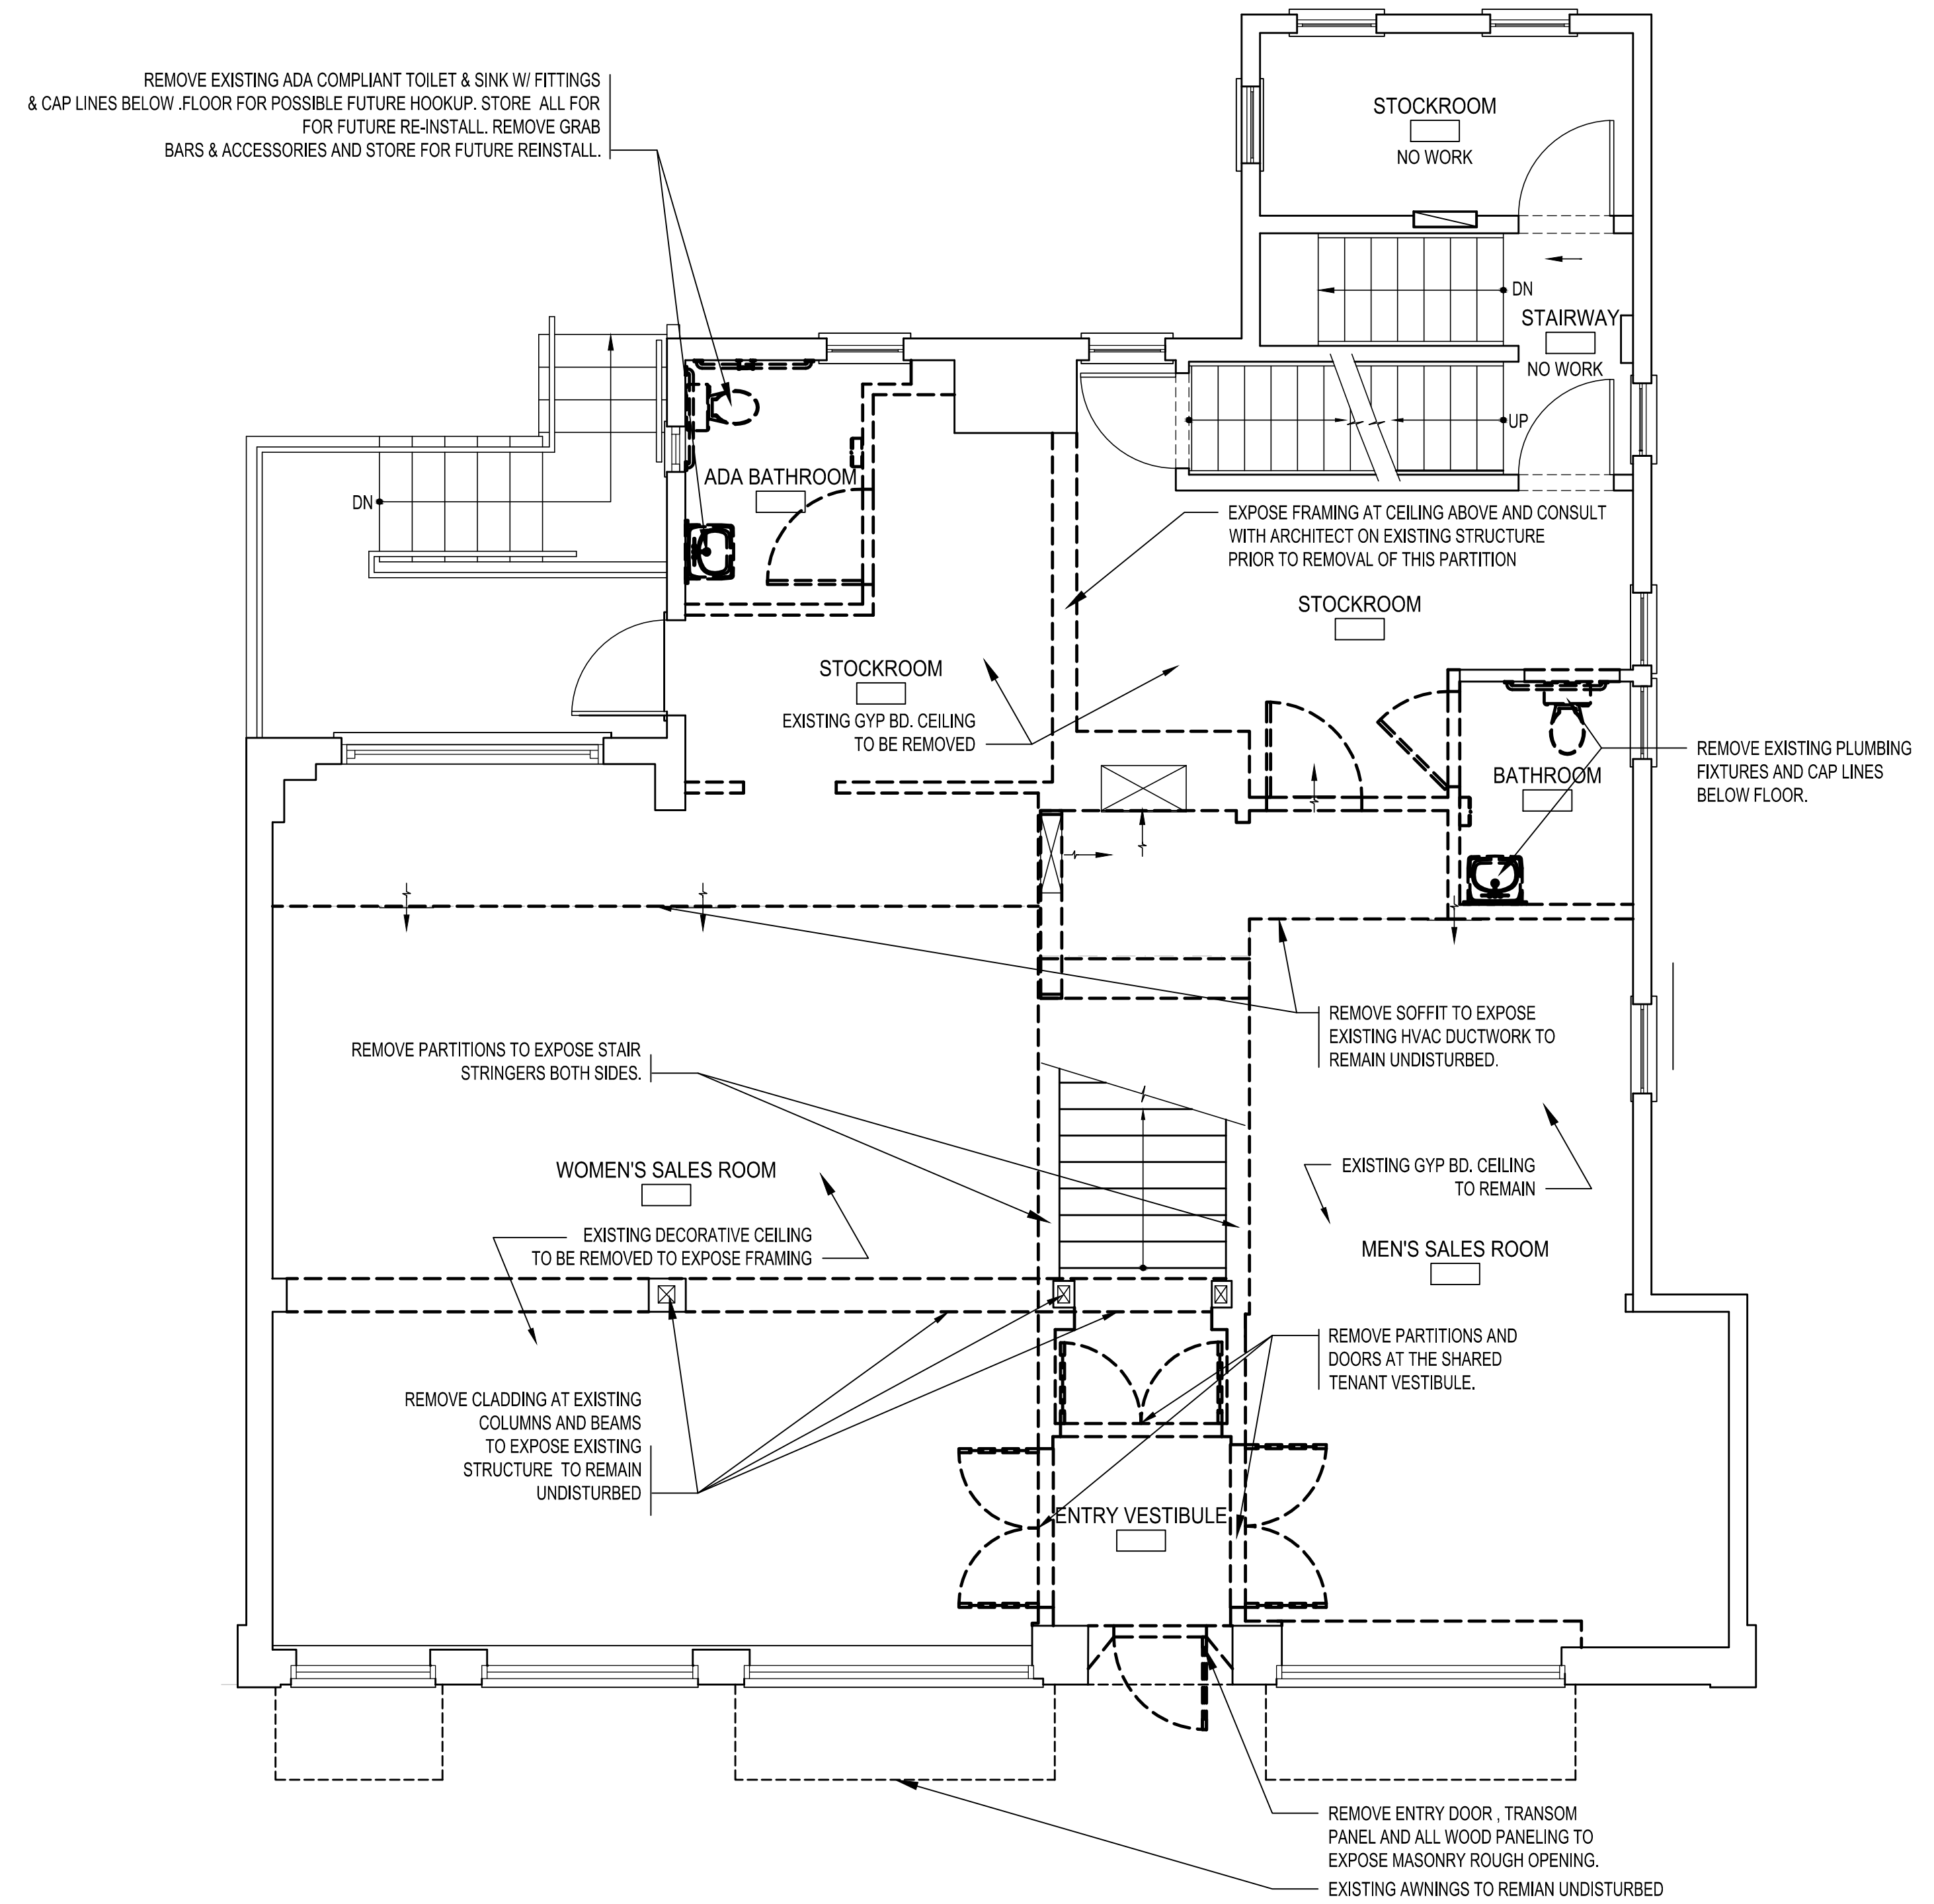 REMOVE EXISTING ADA COMPLIANT TOILET & SINK W/ FITTINGS
& CAP LINES BELOW .FLOOR FOR POSSIBLE FUTURE HOOKUP. STORE ALL FOR
FOR FUTURE RE-INSTALL. REMOVE GRAB
BARS & ACCESSORIES AND STORE FOR FUTURE REINSTALL.
STOCKROOM
NO WORK
DN
STAIRWAY
NO WORK
UP
ADA BATHROOM
DN
EXPOSE FRAMING AT CEILING ABOVE AND CONSULT
WITH ARCHITECT ON EXISTING STRUCTURE
PRIOR TO REMOVAL OF THIS PARTITION
STOCKROOM
STOCKROOM
EXISTING GYP BD. CEILING
TO BE REMOVED
BATHROOM
REMOVE EXISTING PLUMBING
FIXTURES AND CAP LINES
BELOW FLOOR.
REMOVE SOFFIT TO EXPOSE
EXISTING HVAC DUCTWORK TO
REMAIN UNDISTURBED.
REMOVE PARTITIONS TO EXPOSE STAIR
STRINGERS BOTH SIDES.
WOMEN'S SALES ROOM
EXISTING GYP BD. CEILING
TO REMAIN
EXISTING DECORATIVE CEILING
TO BE REMOVED TO EXPOSE FRAMING
MEN'S SALES ROOM
REMOVE PARTITIONS AND
DOORS AT THE SHARED
TENANT VESTIBULE.
REMOVE CLADDING AT EXISTING
COLUMNS AND BEAMS
TO EXPOSE EXISTING
STRUCTURE TO REMAIN
UNDISTURBED
ENTRY VESTIBULE
REMOVE ENTRY DOOR , TRANSOM
PANEL AND ALL WOOD PANELING TO
EXPOSE MASONRY ROUGH OPENING.
EXISTING AWNINGS TO REMIAN UNDISTURBED